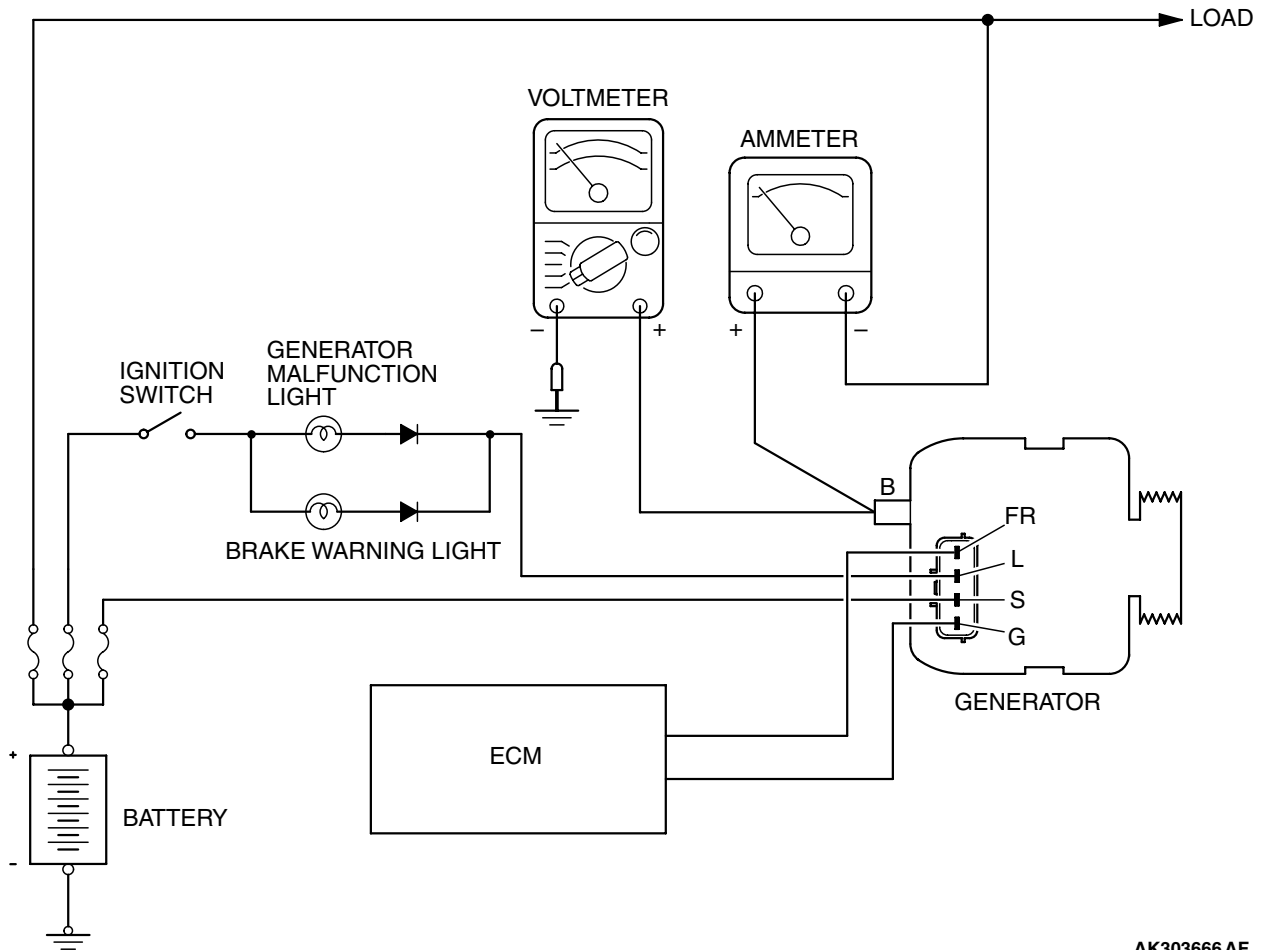 LOAD
VOLTMETER
AMMETER
–
+
+
–
IGNITION
SWITCH
GENERATOR
MALFUNCTION
LIGHT
BRAKE WARNING LIGHT
B
FR
L
S
G
GENERATOR
ECM
+
BATTERY
-
AK303666AE